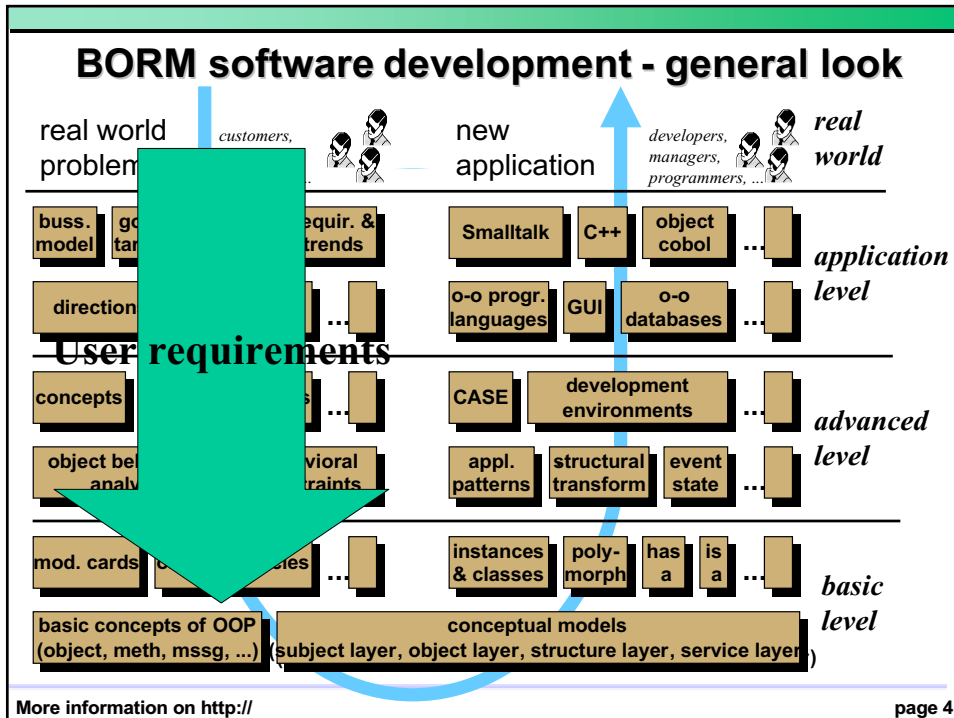 BORM software development - general look
real world
problem
customers,
...
new
application
developers,
managers,
programmers, ...
real
world
buss.
model
equir. &
trends
Smalltalk
C++
object
cobol
...
application
level
direction
...
o-o progr.
languages
GUI
o-o
databases
...
User requirements
concepts
...
CASE
development
environments
...
advanced
level
object
...
appl.
patterns
structural
transform
event
state
...
mod. cards
...
instances
& classes
poly-
morph
has
a
is
a
...
basic
level
basic concepts of OOP
(object, meth, mssg, ...)
conceptual models
(subject layer, object layer, structure layer, service layer)
More information on http://
page 4